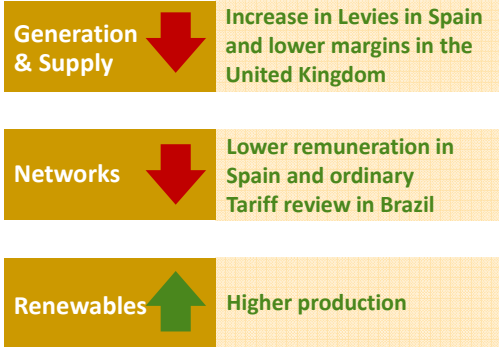 Generation
& Supply
Increase in Levies in Spain
and lower margins in the
United Kingdom
Networks
Lower remuneration in
Spain and ordinary
Tariff review in Brazil
Renewables
Higher production